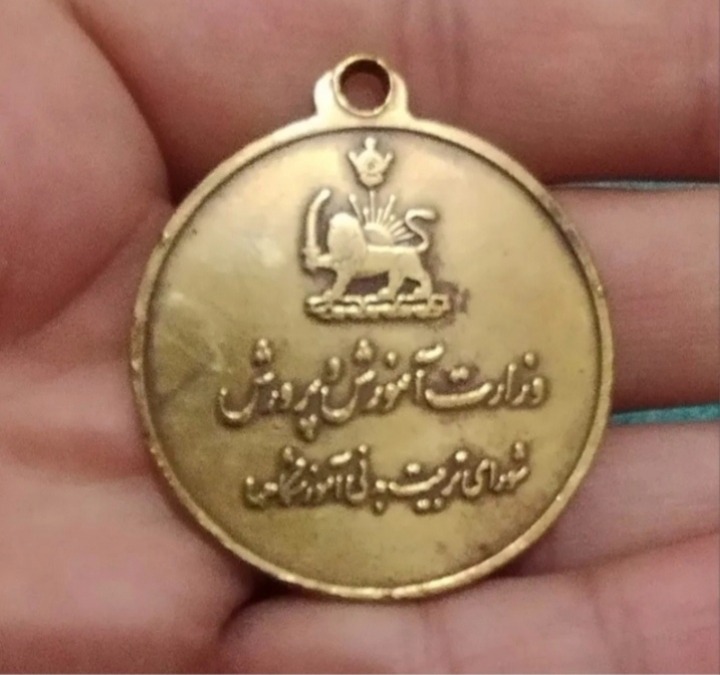 وزارت آموزش و پرورش
شورای تربیت بدنی آموزشگاهها